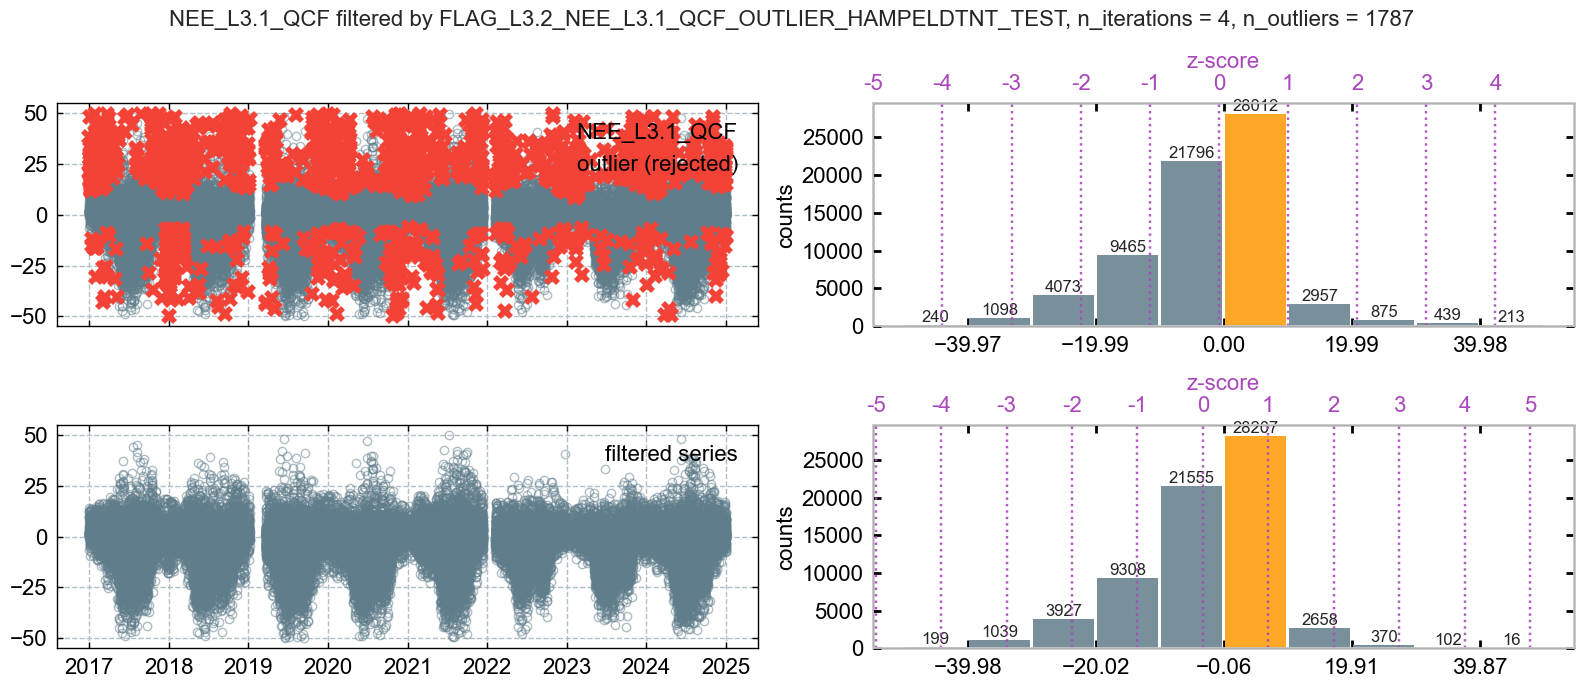 NEE_L3.1_QCF filtered by FLAG_L3.2_NEE_L3.1_QCF_OUTLIER_HAMPELDTNT_TEST, n_iterations = 4, n_outliers = 1787
50
25
0
−25
−50
NEE_L3.1_QCF
outlier (rejected)
z-score
-5 -4 -3 -2 -1 0 1 2 3 4
counts
25000
20000
15000
10000
5000
0
240 1098 4073 9465 21796 28012 2957 875 439 213
−39.97 −19.99 0.00 19.99 39.98
50
25
0
−25
−50
filtered series
2017 2018 2019 2020 2021 2022 2023 2024 2025
z-score
-5 -4 -3 -2 -1 0 1 2 3 4 5
counts
25000
20000
15000
10000
5000
0
199 1039 3927 9308 21555 28207 2658 370 102 16
−39.98 −20.02 −0.06 19.91 39.87